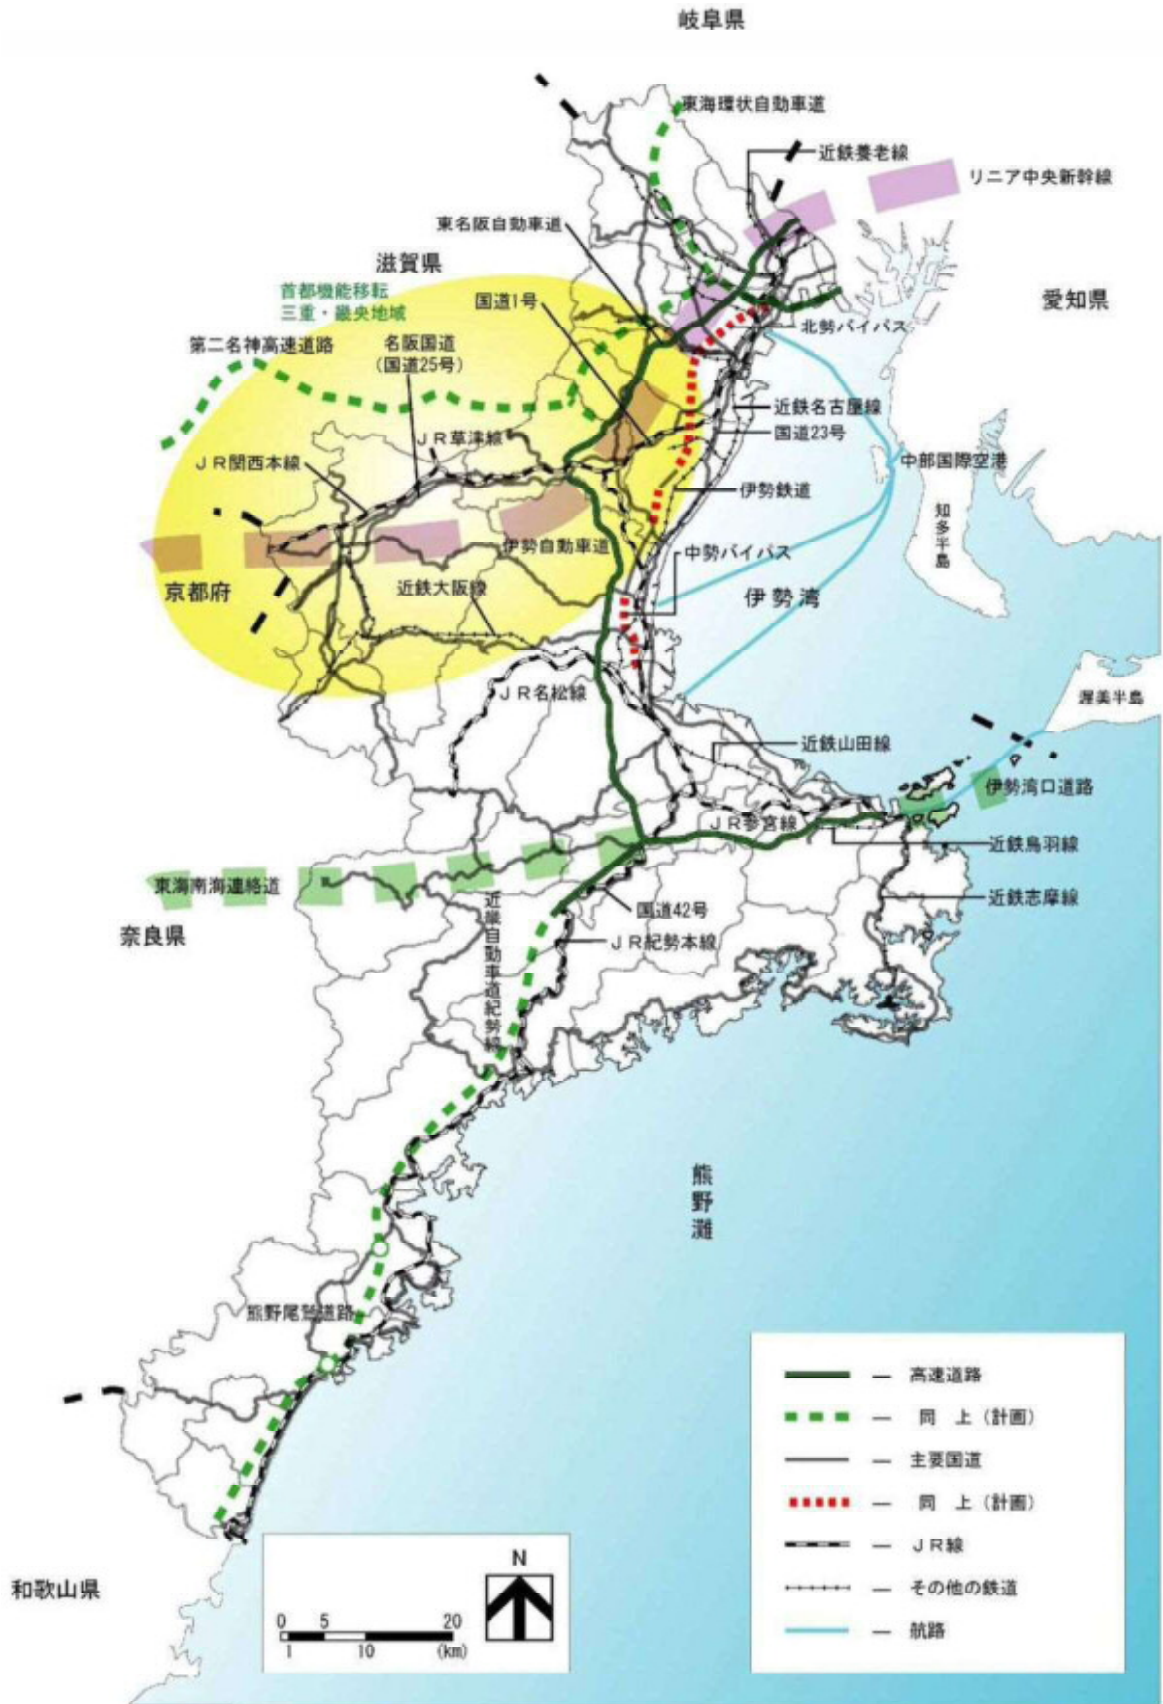 岐阜県
東海環状自動車道
近鉄養老線
リニア中央新幹線
東名阪自動車道
滋賀県
首都機能移転
三重・畿央地域
国道1号
愛知県
北勢バイパス
第二名神高速道路
名阪国道
(国道25号)
近鉄名古屋線
国道23号
JR草津線
JR関西本線
中部国際空港
伊勢鉄道
知多半島
伊勢自動車道
中勢バイパス
京都府
近鉄大阪線
伊勢湾
JR名松線
渥美半島
近鉄山田線
伊勢湾口道路
JR参宮線
近鉄鳥羽線
東海南海連絡道
近鉄志摩線
国道42号
奈良県
JR紀勢本線
近畿自動車道紀勢線
熊野灘
熊野尾鷲道路
高速道路
同 上(計画)
主要国道
同 上(計画)
JR線
その他の鉄道
航路
和歌山県
N
0 5 20
1 10 (km)